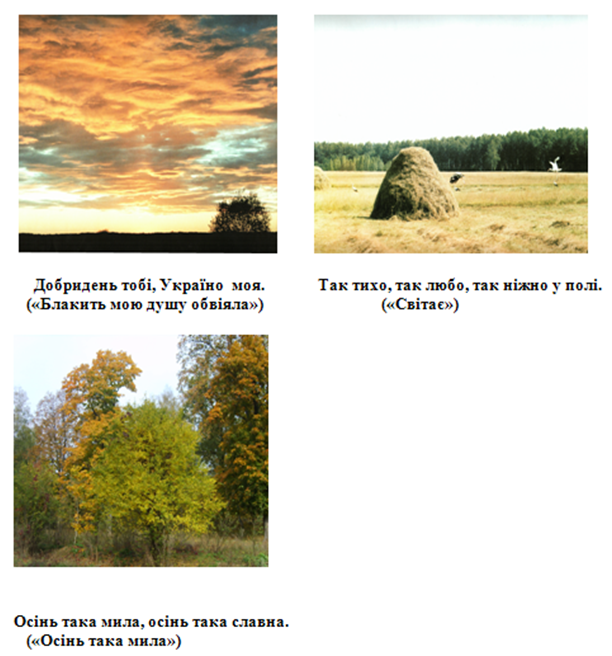 Добридень тобі, Україно моя.
(«Блакить мою душу обвіяла»)
Так тихо, так любо, так ніжно у полі.
(«Світає»)
Осінь така мила, осінь така славна.
(«Осінь така мила»)